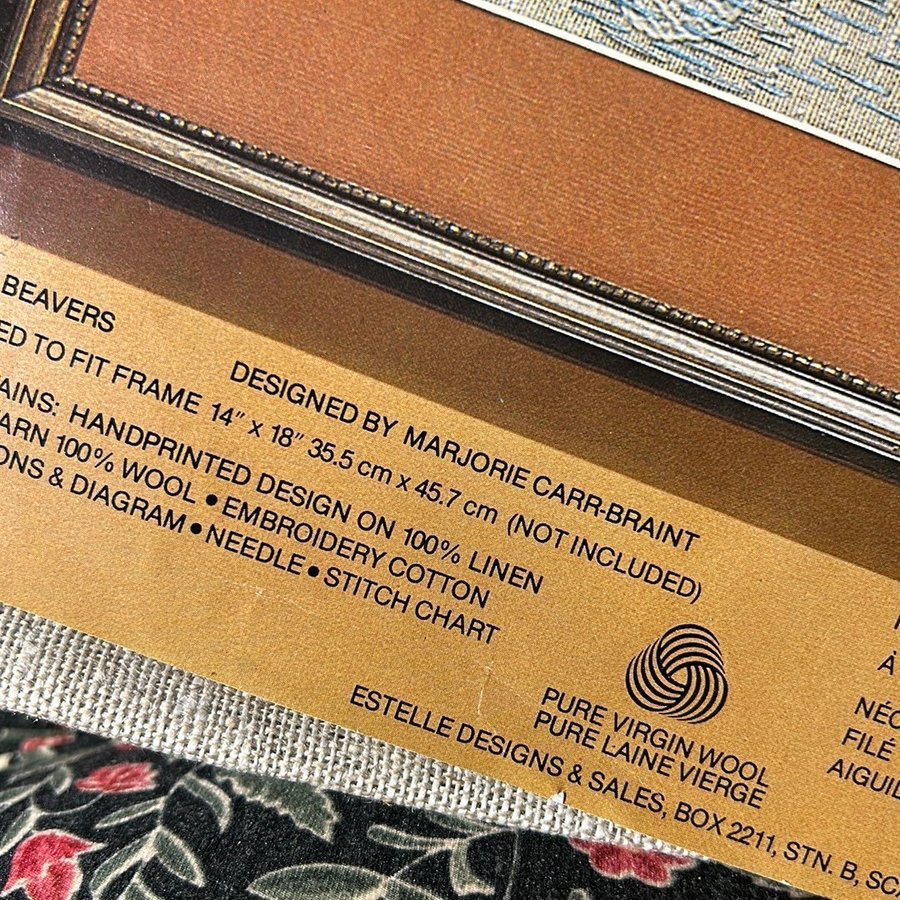 BEAVERS
DESIGNED BY MARJORIE CARR-BRAINT
ED TO FIT FRAME 14" x 18" 35.5 cm x 45.7 cm (NOT INCLUDED)
AINS: HANDPRINTED DESIGN ON 100% LINEN
ARN 100% WOOL • EMBROIDERY COTTON
ONS & DIAGRAM • NEEDLE • STITCH CHART
PURE VIRGIN WOOL
PURE LAINE VIERGE
ESTELLE DESIGNS & SALES, BOX 2211, STN. B, SC
À
NÉC
FILÉ
AIGUIL